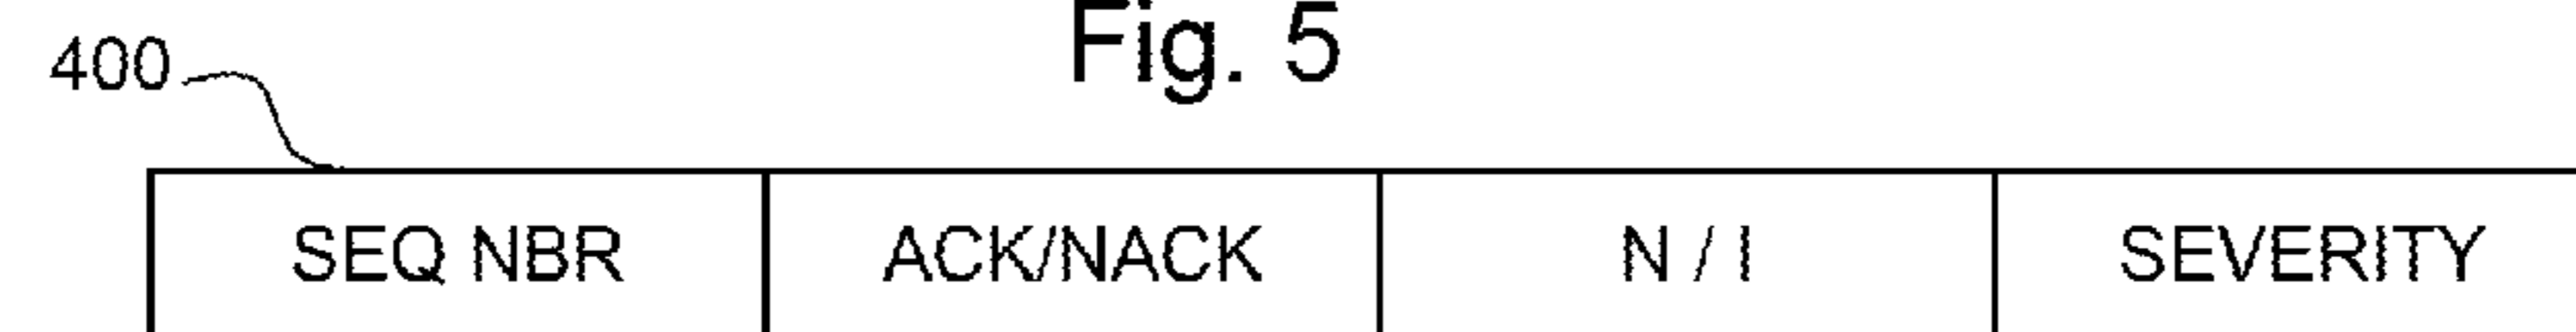 Fig. 5
400
SEQ NBR ACK/NACK N / I SEVERITY